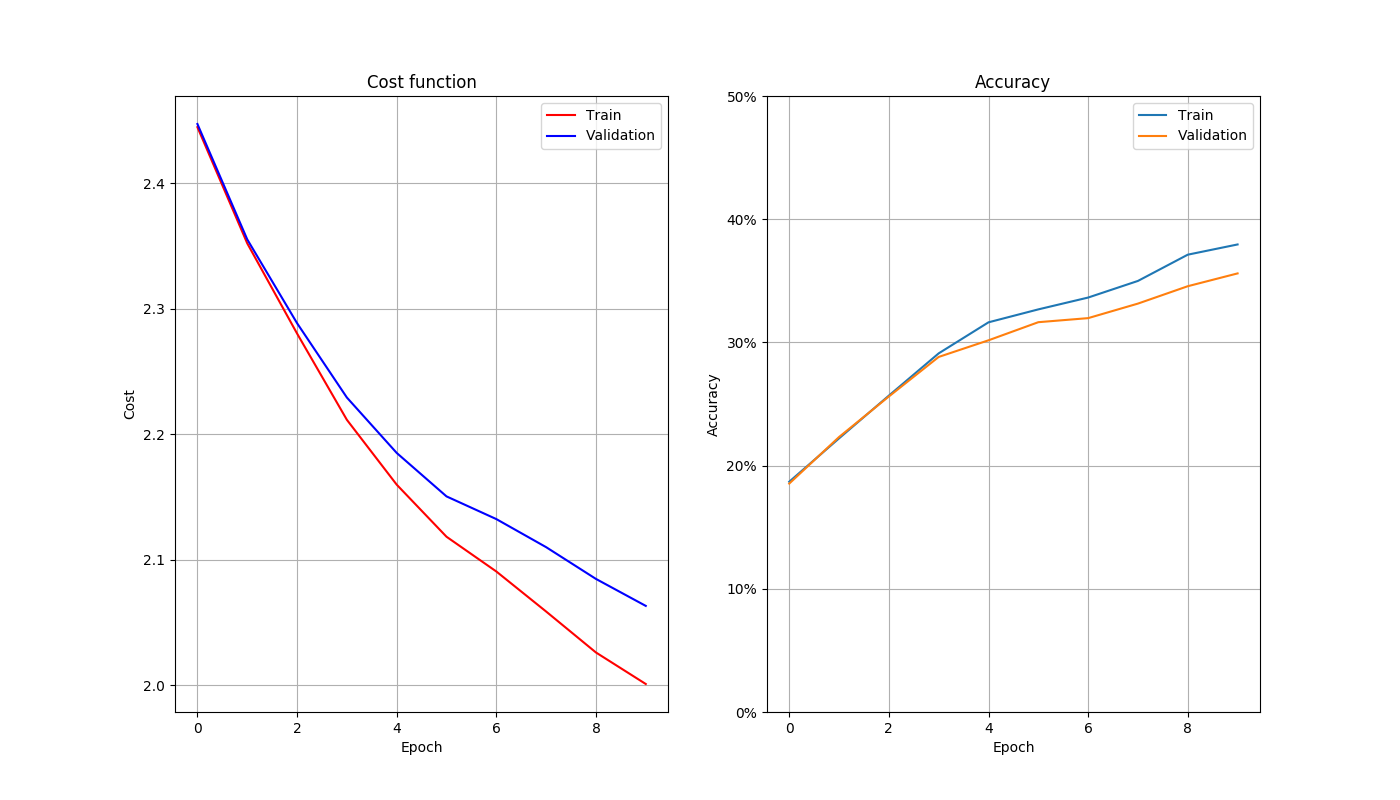 Cost function
Train
Validation
2.4
2.3
2.2
2.1
2.0
Cost
0 2 4 6 8
Epoch
Accuracy
Train
Validation
50%
40%
30%
20%
10%
0%
Accuracy
0 2 4 6 8
Epoch